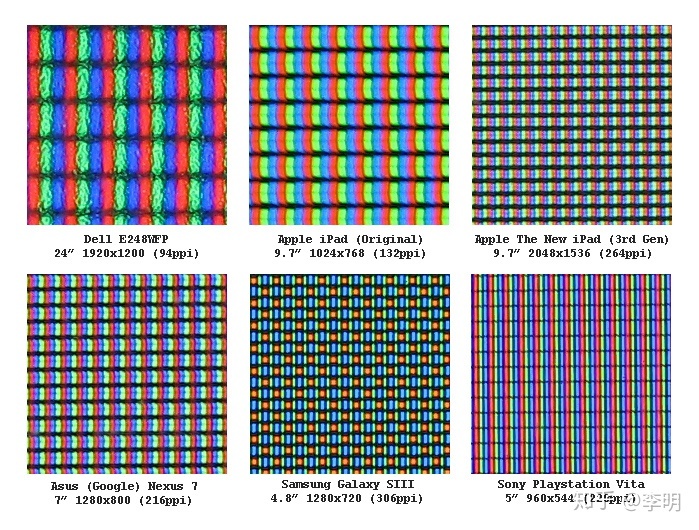 Dell E248WFP
24″ 1920x1200 (94ppi)
Apple iPad (Original)
9.7″ 1024x768 (132ppi)
Apple The New iPad (3rd Gen)
9.7″ 2048x1536 (264ppi)
Asus (Google) Nexus 7
7″ 1280x800 (216ppi)
Samsung Galaxy SIII
4.8″ 1280x720 (306ppi)
Sony Playstation Vita
5″ 960x544
知乎 @李明